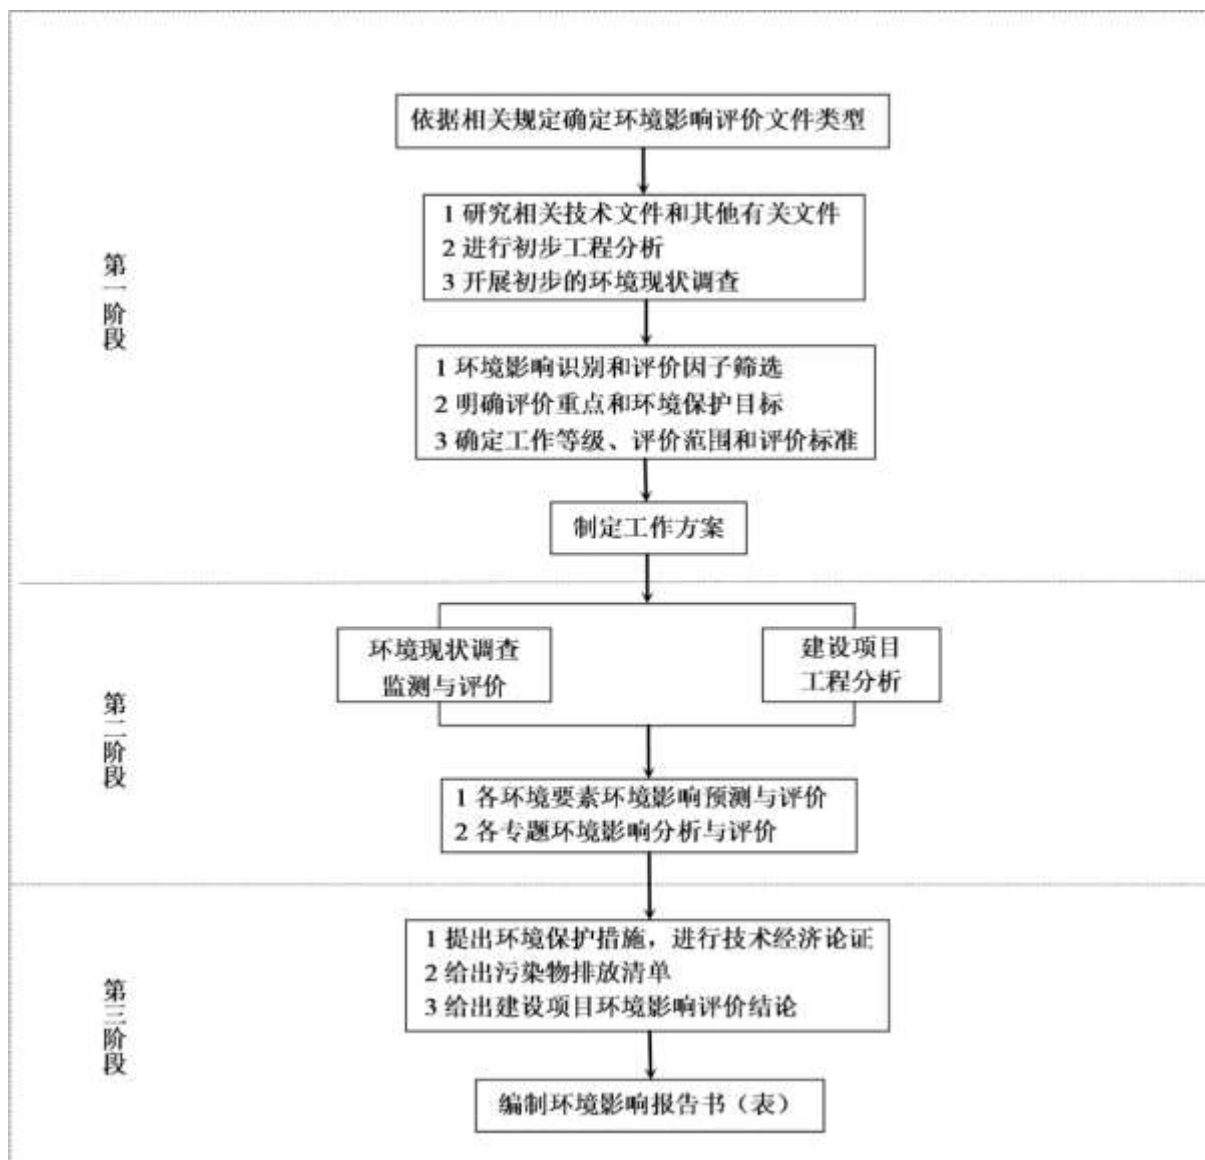 依据相关规定确定环境影响评价文件类型
1 研究相关技术文件和其他有关文件
2 进行初步工程分析
3 开展初步的环境现状调查
第一阶段
1 环境影响识别和评价因子筛选
2 明确评价重点和环境保护目标
3 确定工作等级、评价范围和评价标准
制定工作方案
环境现状调查
监测与评价
建设项目
工程分析
第二阶段
1 各环境要素环境影响预测与评价
2 各专题环境影响分析与评价
1 提出环境保护措施，进行技术经济论证
2 给出污染物排放清单
3 给出建设项目环境影响评价结论
第三阶段
编制环境影响报告书（表）